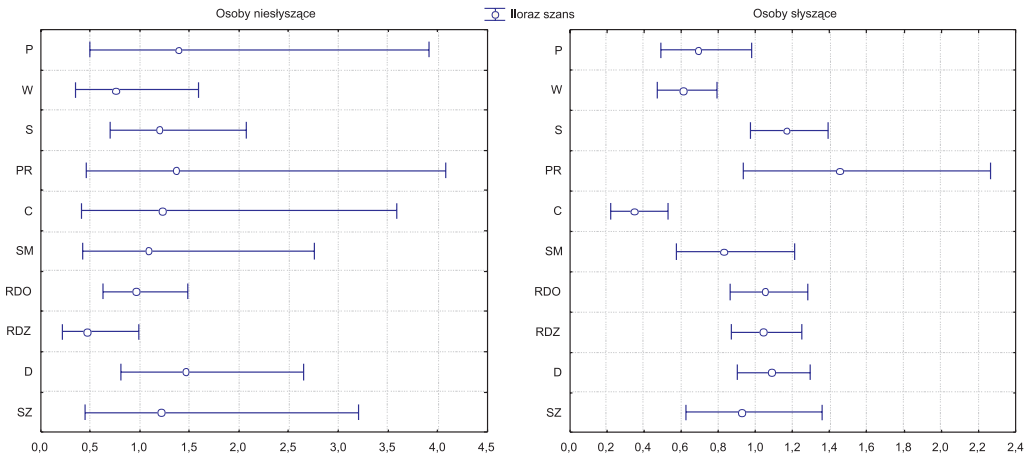 Osoby niesłyszące
Iloraz szans
Osoby słyszące
P
W
S
PR
C
SM
RDO
RDZ
D
SZ
0,0 0,5 1,0 1,5 2,0 2,5 3,0 3,5 4,0 4,5
P
W
S
PR
C
SM
RDO
RDZ
D
SZ
0,0 0,2 0,4 0,6 0,8 1,0 1,2 1,4 1,6 1,8 2,0 2,2 2,4